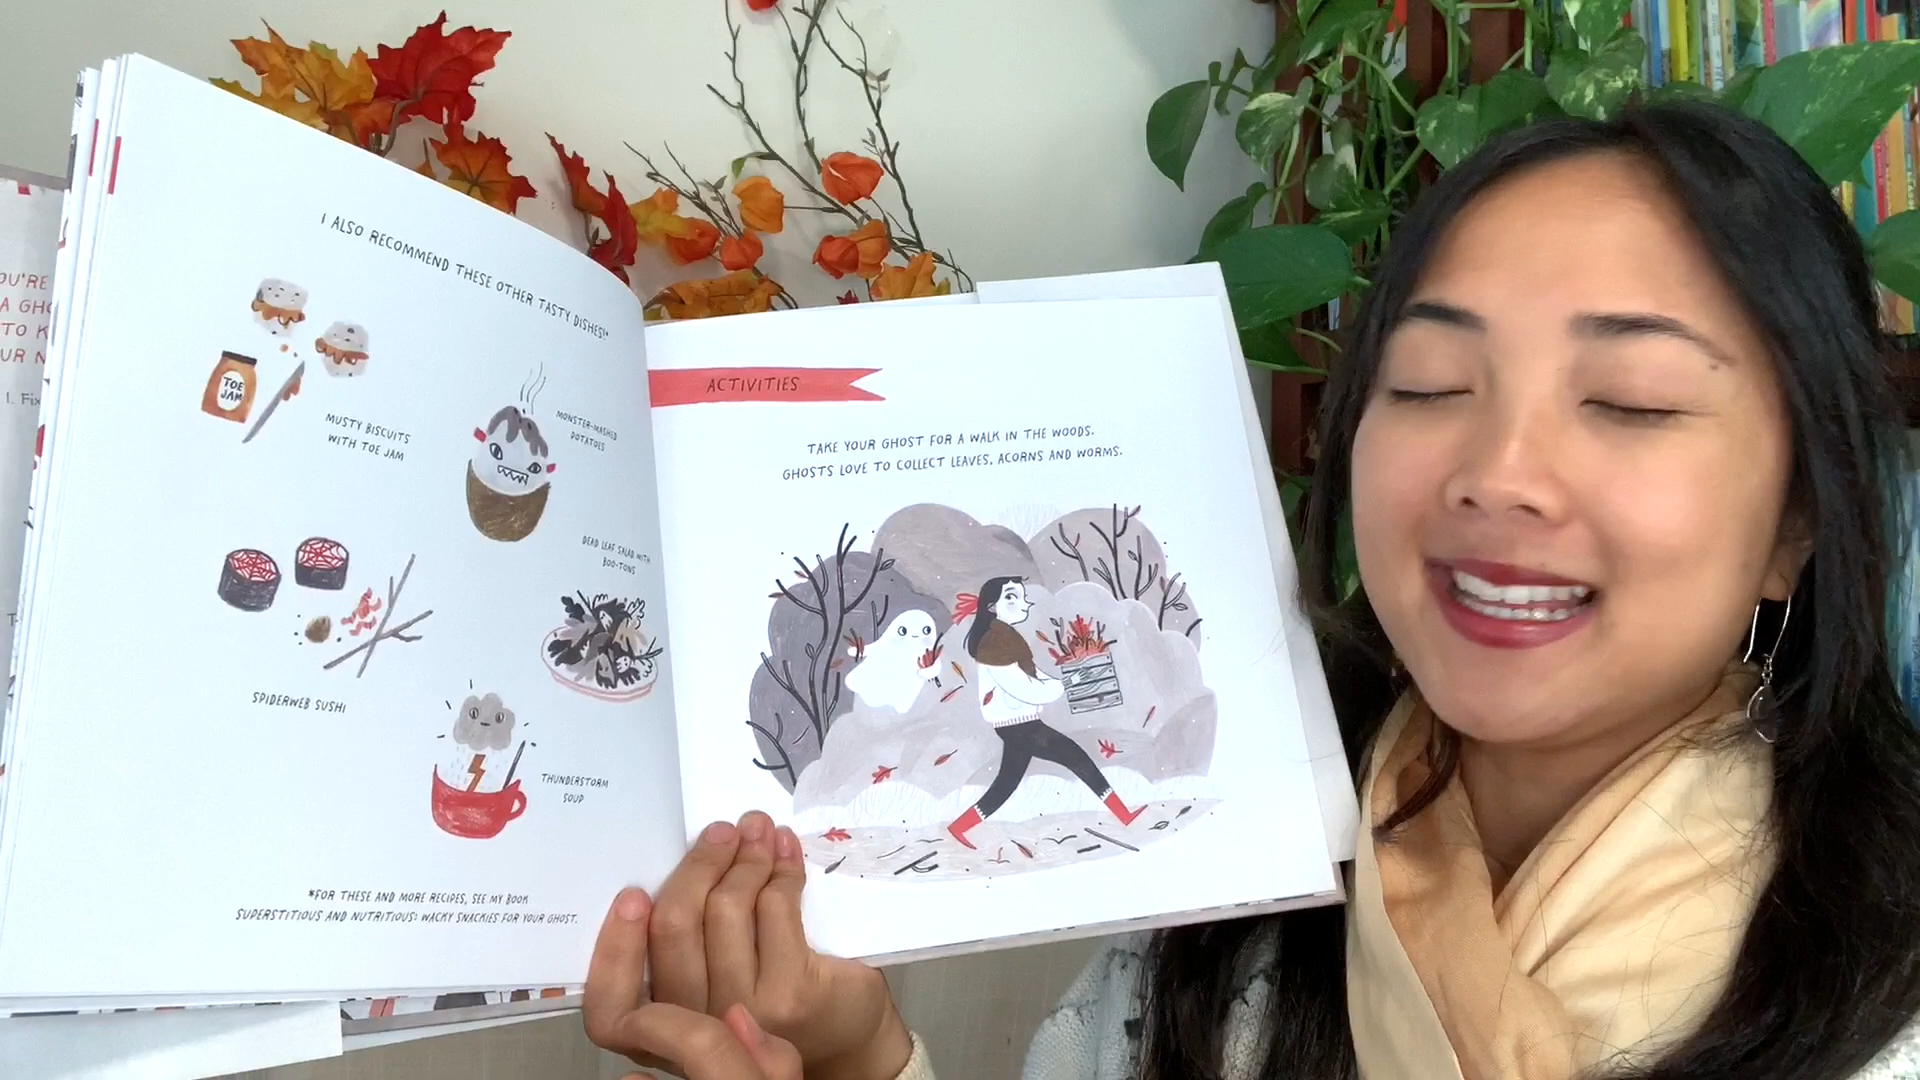 I ALSO RECOMMEND THESE OTHER TASTY DISHES!*
TOE
JAM
MUSTY BISCUITS
WITH TOE JAM
MONSTER-MASHED
POTATOES
DEAD LEAF SALAD WITH
BOO-TONS
SPIDERWEB SUSHI
THUNDERSTORM
SOUP
*FOR THESE AND MORE RECIPES, SEE MY BOOK
SUPERSTITIOUS AND NUTRITIOUS: WACKY SNACKIES FOR YOUR GHOST.
ACTIVITIES
TAKE YOUR GHOST FOR A WALK IN THE WOODS.
GHOSTS LOVE TO COLLECT LEAVES, ACORNS AND WORMS.